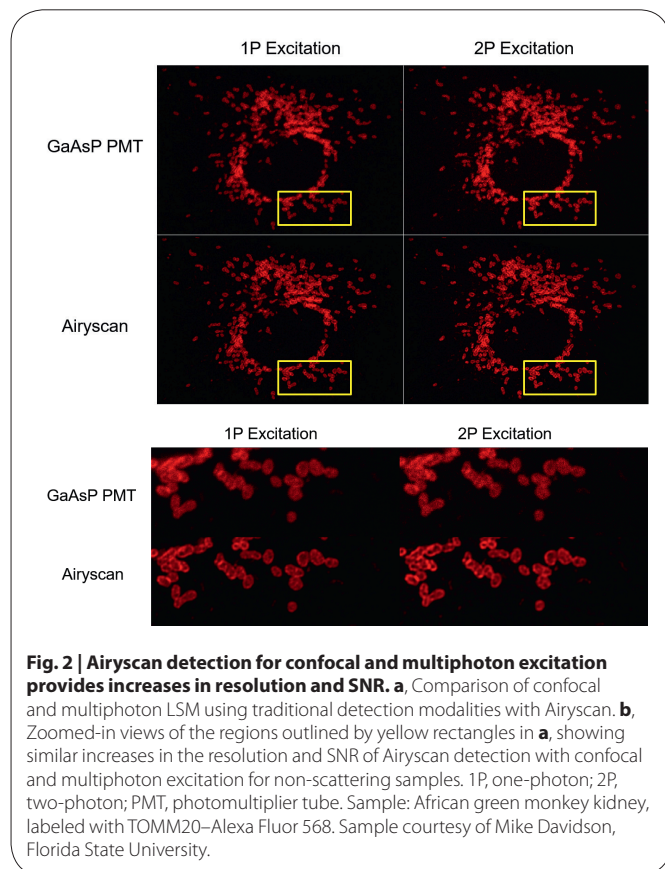 1P Excitation 2P Excitation
GaAsP PMT
Airyscan
1P Excitation 2P Excitation
GaAsP PMT
Airyscan
Fig. 2 | Airyscan detection for confocal and multiphoton excitation
provides increases in resolution and SNR. a, Comparison of confocal
and multiphoton LSM using traditional detection modalities with Airyscan. b,
Zoomed-in views of the regions outlined by yellow rectangles in a, showing
similar increases in the resolution and SNR of Airyscan detection with confocal
and multiphoton excitation for non-scattering samples. 1P, one-photon; 2P,
two-photon; PMT, photomultiplier tube. Sample: African green monkey kidney,
labeled with TOMM20–Alexa Fluor 568. Sample courtesy of Mike Davidson,
Florida State University.